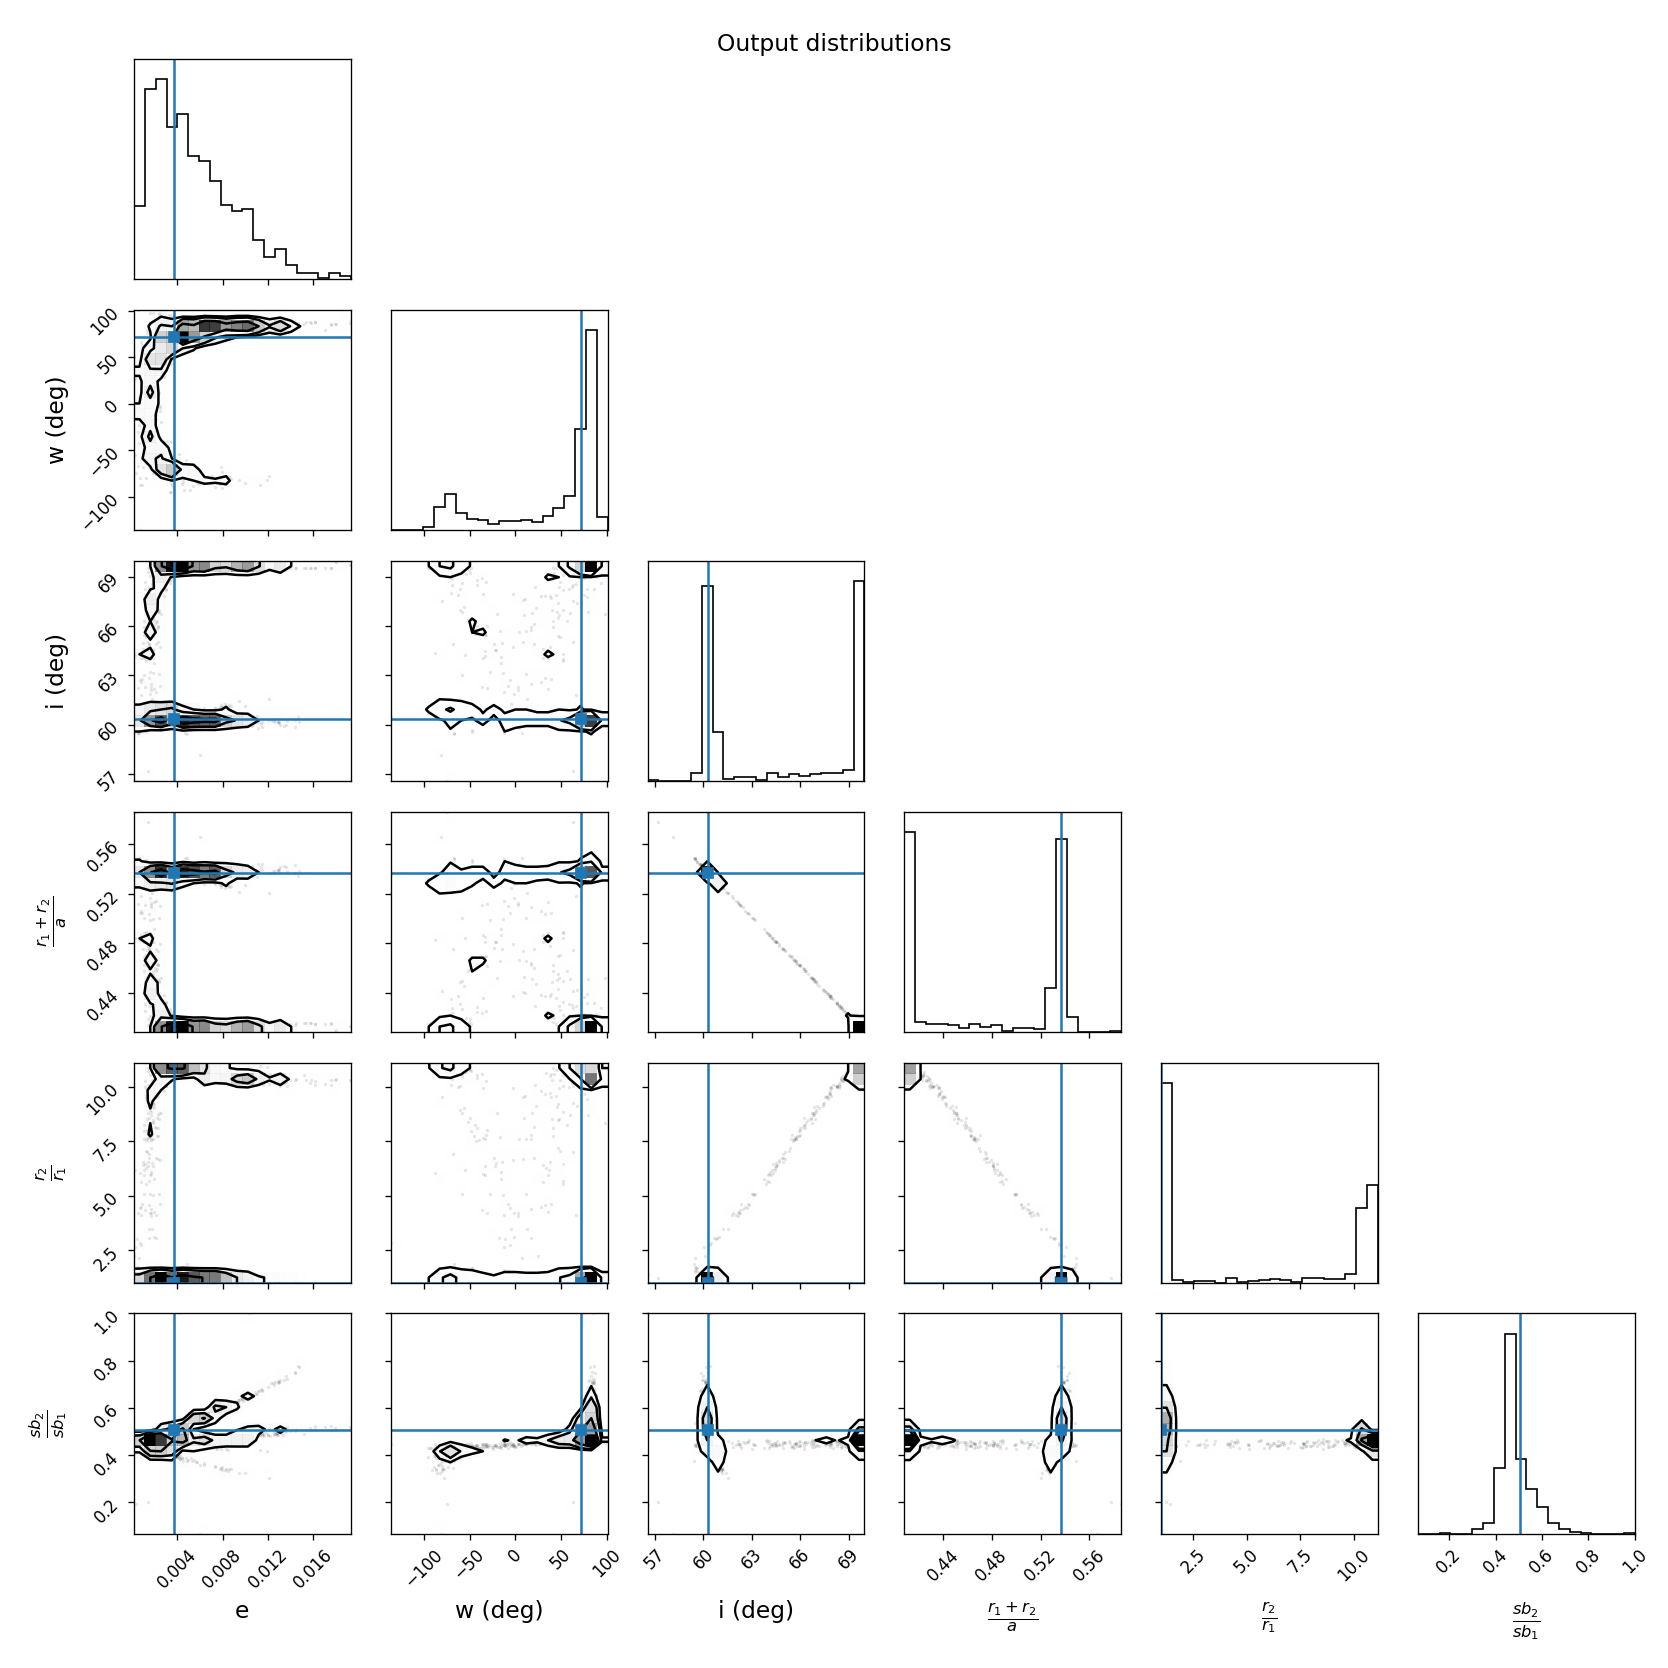 Output distributions
w (deg)
100
50
0
−50
−100
i (deg)
69
66
63
60
57
r₁ + r₂
a
0.56
0.52
0.48
0.44
r₂
r₁
10.0
7.5
5.0
2.5
sb₂
sb₁
1.0
0.8
0.6
0.4
0.2
0.004 0.008 0.012 0.016
−100 −50 0 50 100
57 60 63 66 69
0.44 0.48 0.52 0.56
2.5 5.0 7.5 10.0
0.2 0.4 0.6 0.8 1.0
e
w (deg)
i (deg)
r₁ + r₂
a
r₂
r₁
sb₂
sb₁